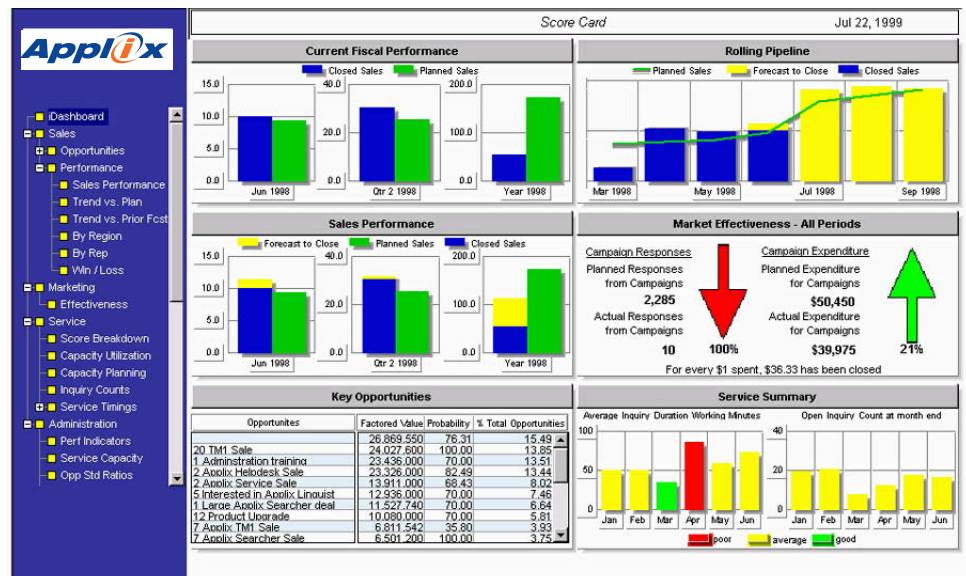 Score Card
Jul 22, 1999
Applix
iDashboard
Sales
Opportunities
Performance
Sales Performance
Trend vs. Plan
Trend vs. Prior Fcst
By Region
By Rep
Win / Loss
Marketing
Effectiveness
Service
Score Breakdown
Capacity Utilization
Capacity Planning
Inquiry Counts
Service Timings
Administration
Perf Indicators
Service Capacity
Opp Std Ratios
Current Fiscal Performance
Closed Sales Planned Sales
15.0 40.0 200.0
10.0
20.0 100.0
5.0
0.0 0.0 0.0
Jun 1998 Qtr 2 1998 Year 1998
Rolling Pipeline
Planned Sales Forecast to Close Closed Sales
Mar 1998 May 1998 Jul 1998 Sep 1998
Sales Performance
Forecast to Close Planned Sales Closed Sales
15.0 40.0 200.0
10.0
20.0 100.0
5.0
0.0 0.0 0.0
Jun 1998 Qtr 2 1998 Year 1998
Market Effectiveness - All Periods
Campaign Responses
Planned Responses
from Campaigns
2,285
Actual Responses
from Campaigns
10 100%
Campaign Expenditure
Planned Expenditure
for Campaigns
$50,450
Actual Expenditure
for Campaigns
$39,975 21%
For every $1 spent, $36.33 has been closed
Key Opportunities
Opportunites Factored Value Probability % Total Opportunities
26.869.550 76.31 15.49
20 TM1 Sale 24.027.600 100.00 13.85
1 Adminstration training 23.436.000 70.00 13.51
2 Applix Helpdesk Sale 23.326.000 82.49 13.44
2 Applix Service Sale 13.911.000 68.43 8.02
5 Interested in Applix Linguist 12.936.000 70.00 7.46
1 Large Applix Searcher deal 11.527.740 70.00 6.64
12 Product Upgrade 10.080.000 70.00 5.81
7 Applix TM1 Sale 6.811.542 35.80 3.93
7 Applix Searcher Sale 6.501.200 100.00 3.75
Service Summary
Average Inquiry Duration Working Minutes
100
50
0
Jan Feb Mar Apr May Jun
Open Inquiry Count at month end
40
20
0
Jan Feb Mar Apr May Jun
poor average good